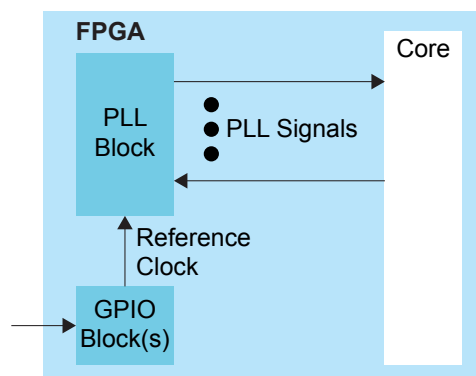 FPGA
Core
PLL
Block
PLL Signals
Reference
Clock
GPIO
Block(s)